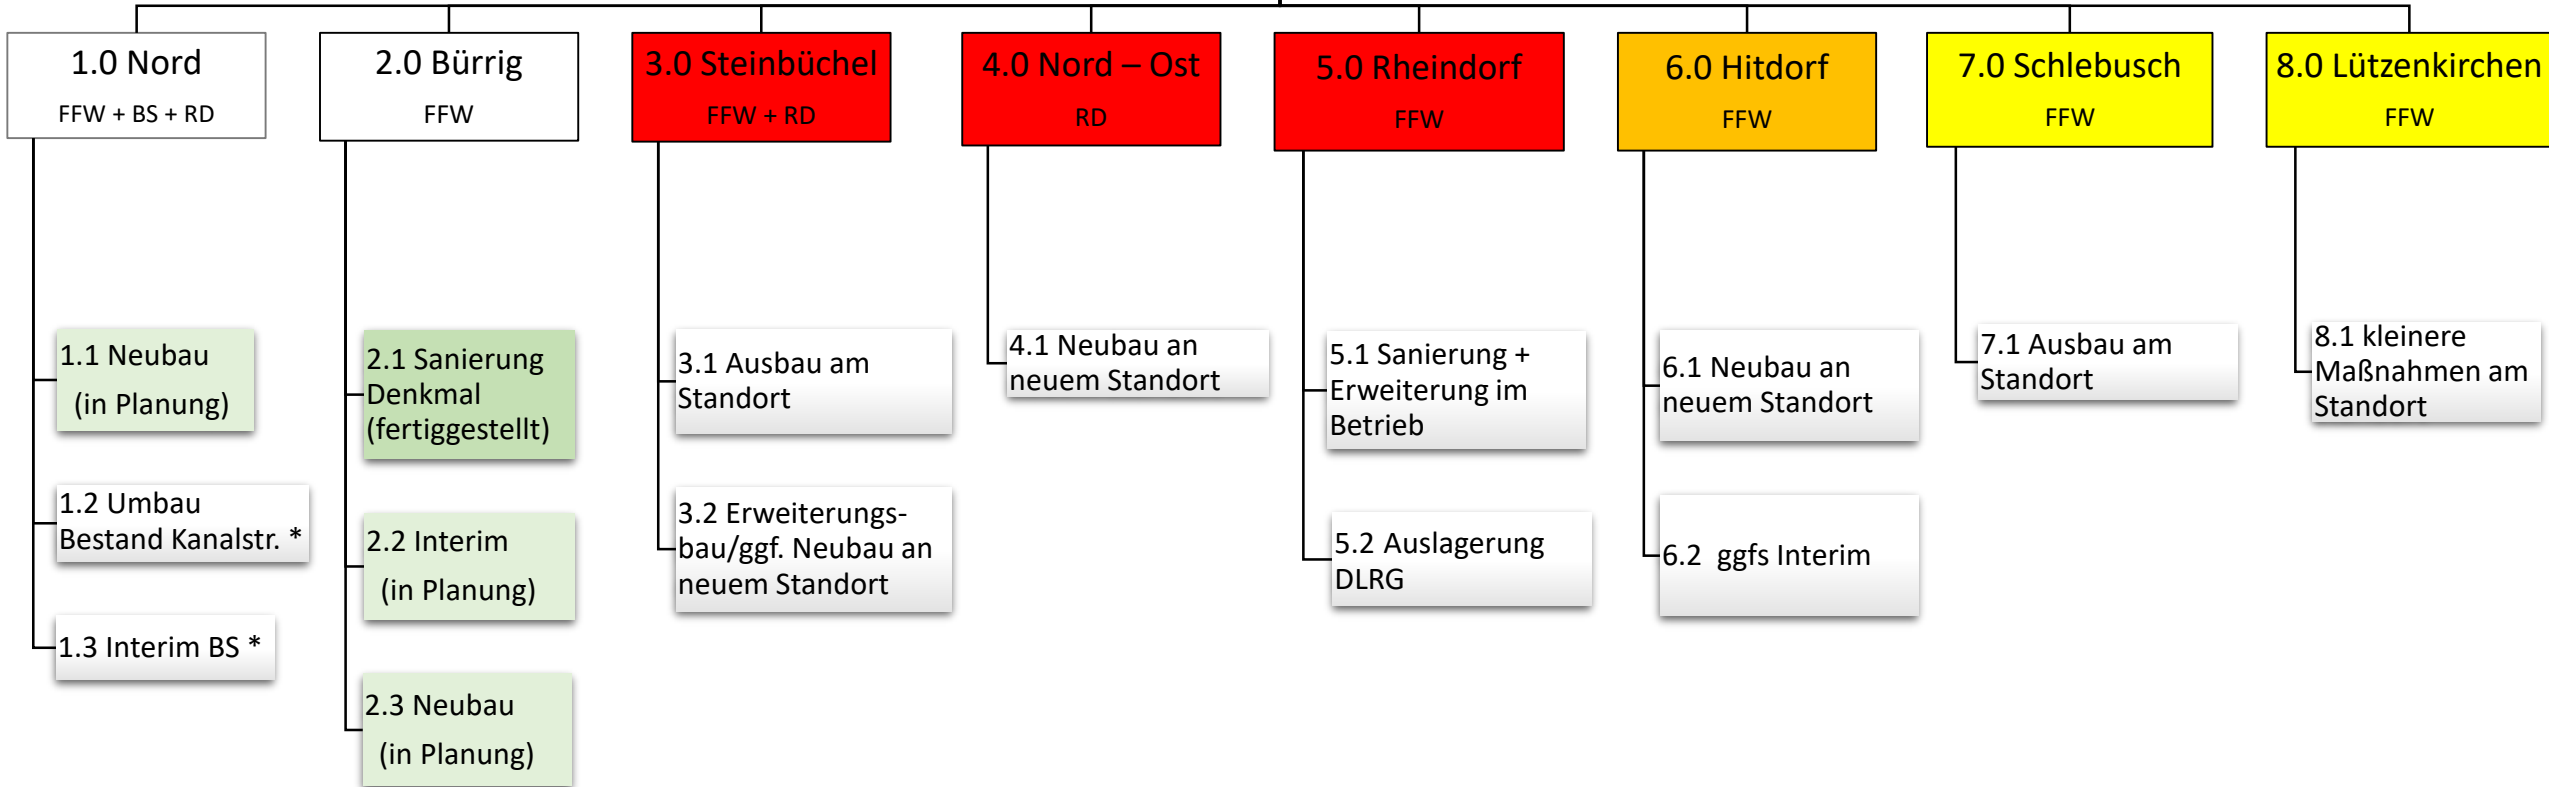 1.0 Nord
FFW + BS + RD
2.0 Bürrig
FFW
3.0 Steinbüchel
FFW + RD
4.0 Nord – Ost
RD
5.0 Rheindorf
FFW
6.0 Hitdorf
FFW
7.0 Schlebusch
FFW
8.0 Lützenkirchen
FFW
1.1 Neubau
(in Planung)
1.2 Umbau
Bestand Kanalstr. *
1.3 Interim BS *
2.1 Sanierung
Denkmal
(fertiggestellt)
2.2 Interim
(in Planung)
2.3 Neubau
(in Planung)
3.1 Ausbau am
Standort
3.2 Erweiterungs-
bau/ggf. Neubau an
neuem Standort
4.1 Neubau an
neuem Standort
5.1 Sanierung +
Erweiterung im
Betrieb
5.2 Auslagerung
DLRG
6.1 Neubau an
neuem Standort
6.2 ggfs Interim
7.1 Ausbau am
Standort
8.1 kleinere
Maßnahmen am
Standort